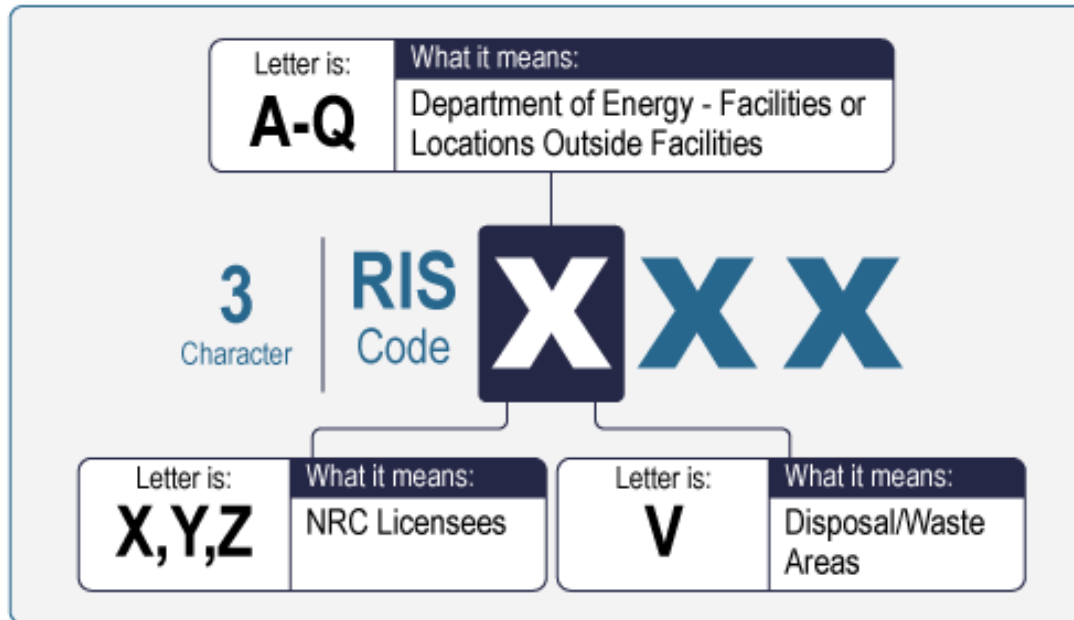 Letter is:
A-Q
What it means:
Department of Energy - Facilities or
Locations Outside Facilities
3
Character
RIS
Code
X X X
Letter is:
X,Y,Z
What it means:
NRC Licensees
Letter is:
V
What it means:
Disposal/Waste
Areas